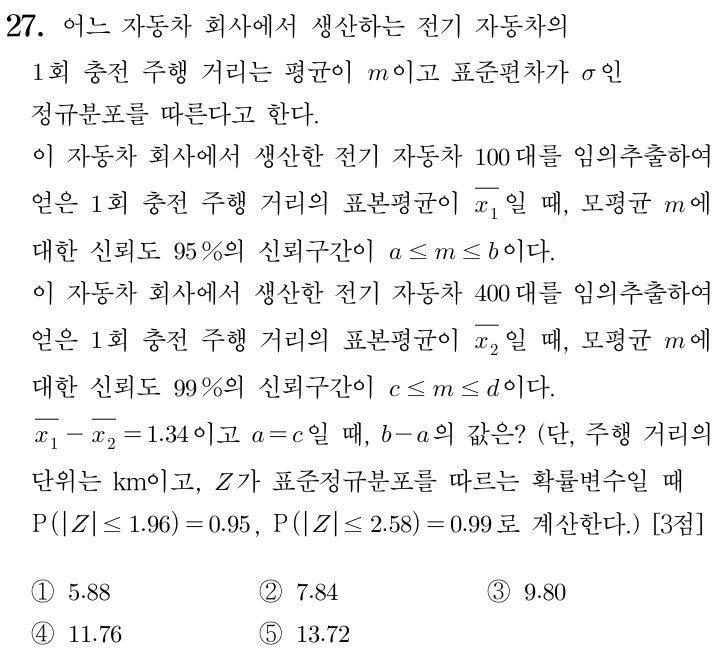 27. 어느 자동차 회사에서 생산하는 전기 자동차의
1회 충전 주행 거리는 평균이 m이고 표준편차가 σ인
정규분포를 따른다고 한다.
이 자동차 회사에서 생산한 전기 자동차 100대를 임의추출하여
얻은 1회 충전 주행 거리의 표본평균이 \overline{x_1}일 때, 모평균 m에
대한 신뢰도 95%의 신뢰구간이 a ≤ m ≤ b이다.
이 자동차 회사에서 생산한 전기 자동차 400대를 임의추출하여
얻은 1회 충전 주행 거리의 표본평균이 \overline{x_2}일 때, 모평균 m에
대한 신뢰도 99%의 신뢰구간이 c ≤ m ≤ d이다.
\overline{x_1} − \overline{x_2} = 1.34이고 a = c일 때, b−a의 값은? (단, 주행 거리의
단위는 km이고, Z가 표준정규분포를 따르는 확률변수일 때
P(|Z| ≤ 1.96) = 0.95, P(|Z| ≤ 2.58) = 0.99로 계산한다.) [3점]
① 5.88 ② 7.84 ③ 9.80
④ 11.76 ⑤ 13.72